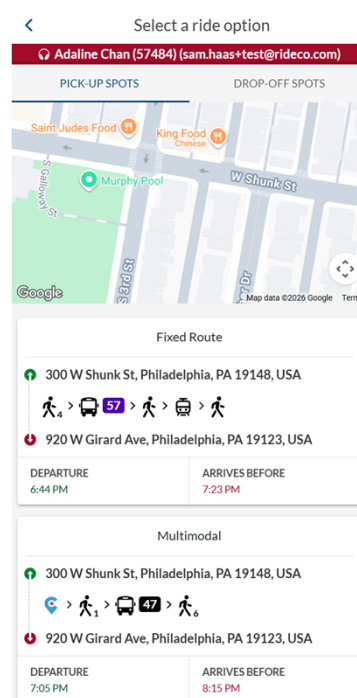 Select a ride option
Adaline Chan (57484) (sam.haas+test@rideco.com)
PICK-UP SPOTS
DROP-OFF SPOTS
Saint Judes Food
King Food
Chinese
Murphy Pool
W Shunk St
S Galloway St
S 3rd St
Google
Map data ©2026 Google
Fixed Route
300 W Shunk St, Philadelphia, PA 19148, USA
4 > 57 > > >
920 W Girard Ave, Philadelphia, PA 19123, USA
DEPARTURE
ARRIVES BEFORE
6:44 PM
7:23 PM
Multimodal
300 W Shunk St, Philadelphia, PA 19148, USA
> 1 > 47 > 6
920 W Girard Ave, Philadelphia, PA 19123, USA
DEPARTURE
ARRIVES BEFORE
7:05 PM
8:15 PM